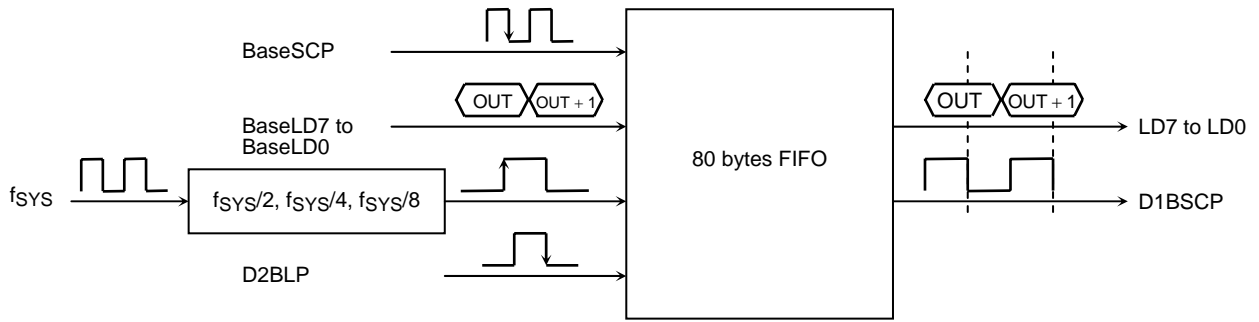 BaseSCP
OUT OUT + 1
BaseLD7 to
BaseLD0
fSYS
fSYS/2, fSYS/4, fSYS/8
D2BLP
80 bytes FIFO
OUT OUT + 1
LD7 to LD0
D1BSCP